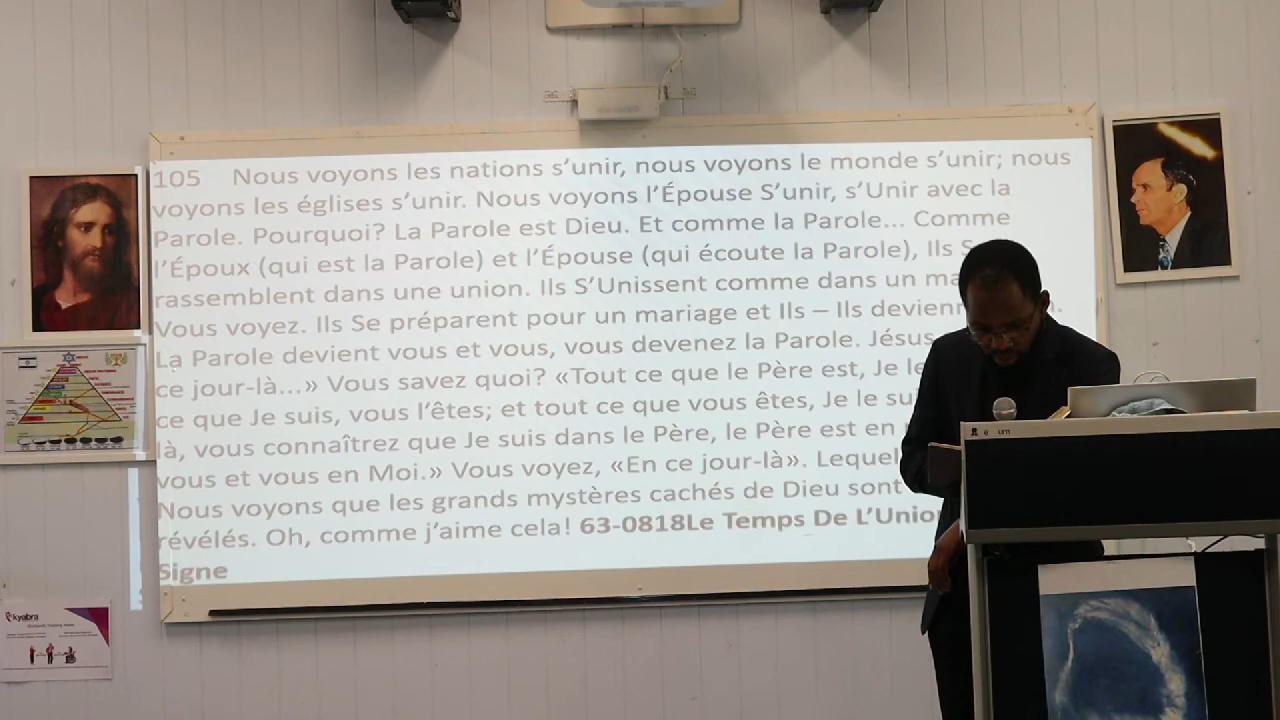 105 Nous voyons les nations s'unir, nous voyons le monde s'unir; nous
voyons les églises s'unir. Nous voyons l'Épouse S'unir, s'Unir avec la
Parole. Pourquoi? La Parole est Dieu. Et comme la Parole... Comme
l'Époux (qui est la Parole) et l'Épouse (qui écoute la Parole), Ils S
rassemblent dans une union. Ils S'Unissent comme dans un ma
Vous voyez. Ils Se préparent pour un mariage et Ils – Ils devienn
La Parole devient vous et vous, vous devenez la Parole. Jésus
ce jour-là...» Vous savez quoi? «Tout ce que le Père est, Je le
ce que Je suis, vous l'êtes; et tout ce que vous êtes, Je le sui
là, vous connaîtrez que Je suis dans le Père, le Père est en
vous et vous en Moi.» Vous voyez, «En ce jour-là». Lequel
Nous voyons que les grands mystères cachés de Dieu sont
révélés. Oh, comme j'aime cela! 63-0818Le Temps De L'Union
Signe
kyabra